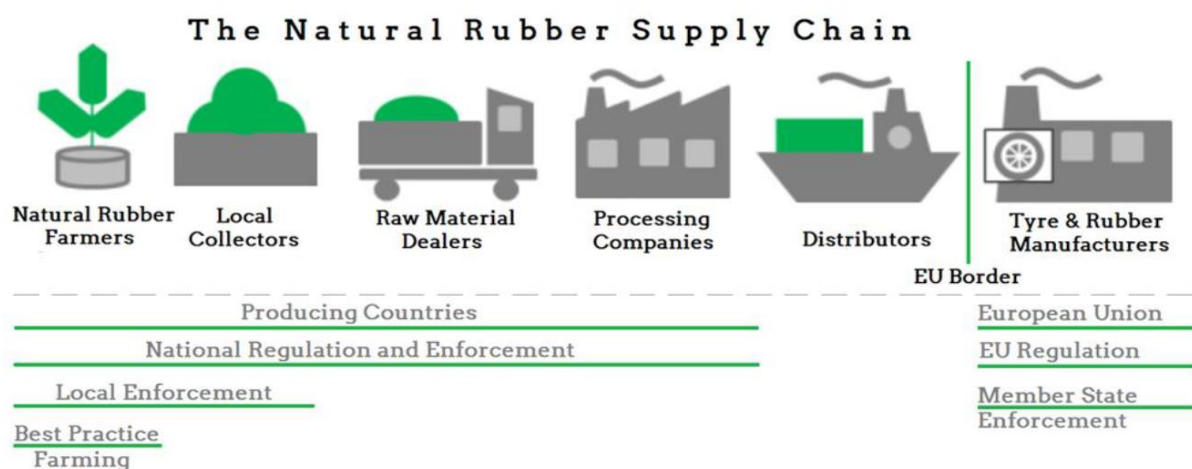 The Natural Rubber Supply Chain
Natural Rubber
Farmers
Local
Collectors
Raw Material
Dealers
Processing
Companies
Distributors
Tyre & Rubber
Manufacturers
EU Border
Producing Countries
European Union
National Regulation and Enforcement
EU Regulation
Local Enforcement
Member State
Enforcement
Best Practice
Farming